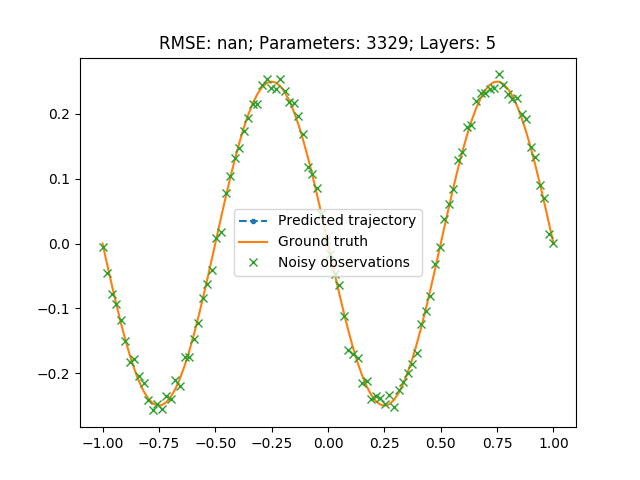 RMSE: nan; Parameters: 3329; Layers: 5
0.2
0.1
0.0
−0.1
−0.2
Predicted trajectory
Ground truth
Noisy observations
−1.00 −0.75 −0.50 −0.25 0.00 0.25 0.50 0.75 1.00